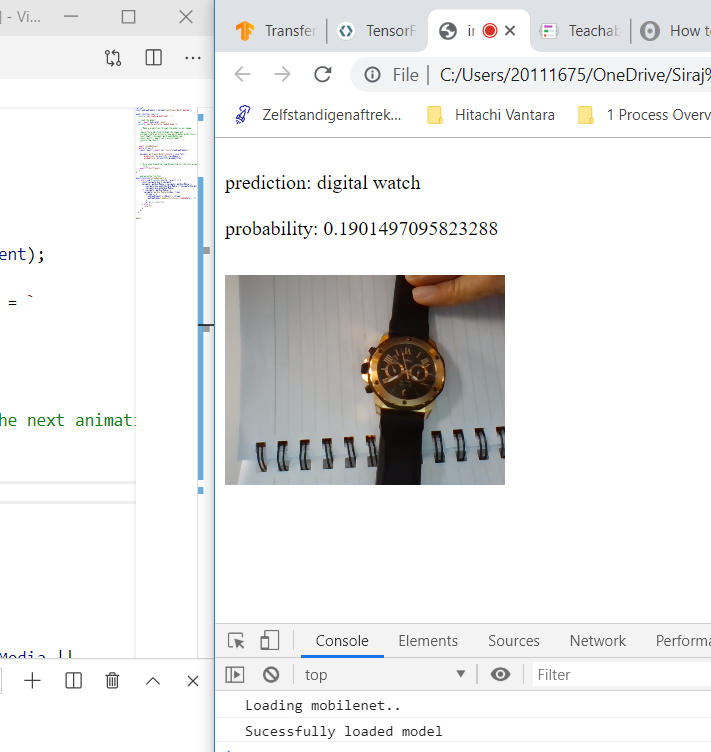 ] - Vi...
Transfer
TensorF
Teachab
How to
File
C:/Users/20111675/OneDrive/Siraj%
Zelfstandigenaftrek...
Hitachi Vantara
1 Process Overv
prediction: digital watch
probability: 0.1901497095823288
ent);
= `
he next animati
Media ||
Console
Elements
Sources
Network
Performa
top
Filter
Loading mobilenet..
Sucessfully loaded model